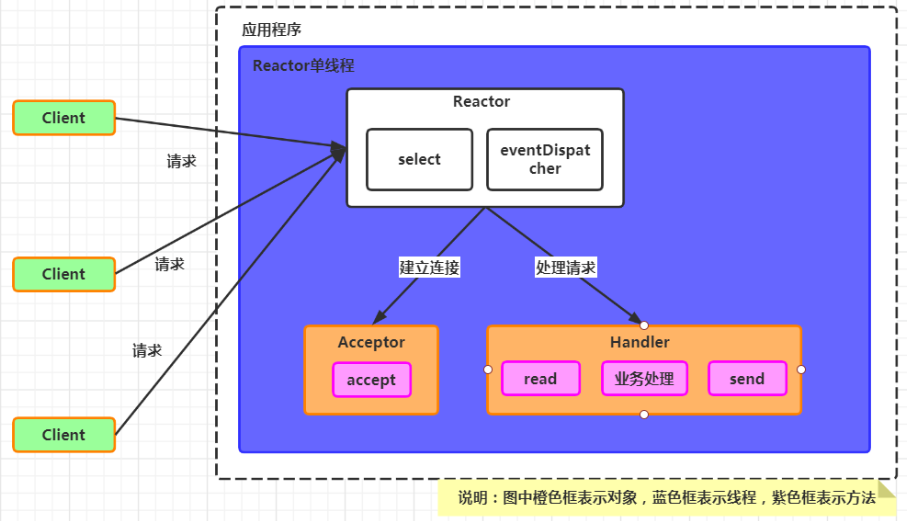 应用程序
Reactor单线程
Reactor
Client
select
eventDispat
cher
请求
Client
请求
建立连接
处理请求
请求
Acceptor
Handler
accept
read
业务处理
send
Client
说明：图中橙色框表示对象，蓝色框表示线程，紫色框表示方法